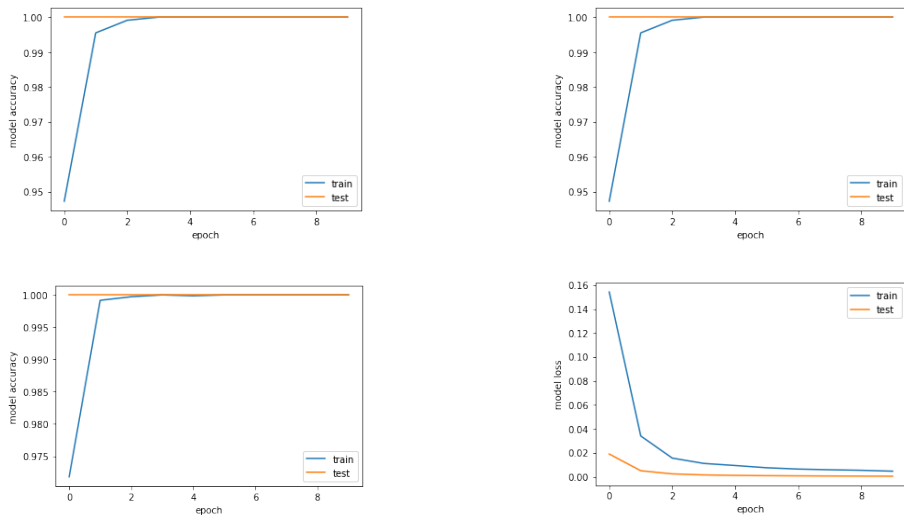 1.00
0.99
0.98
0.97
0.96
0.95
model accuracy
train
test
0 2 4 6 8
epoch
1.00
0.99
0.98
0.97
0.96
0.95
model accuracy
train
test
0 2 4 6 8
epoch
1.000
0.995
0.990
0.985
0.980
0.975
model accuracy
train
test
0 2 4 6 8
epoch
0.16
0.14
0.12
0.10
0.08
0.06
0.04
0.02
0.00
model loss
train
test
0 2 4 6 8
epoch